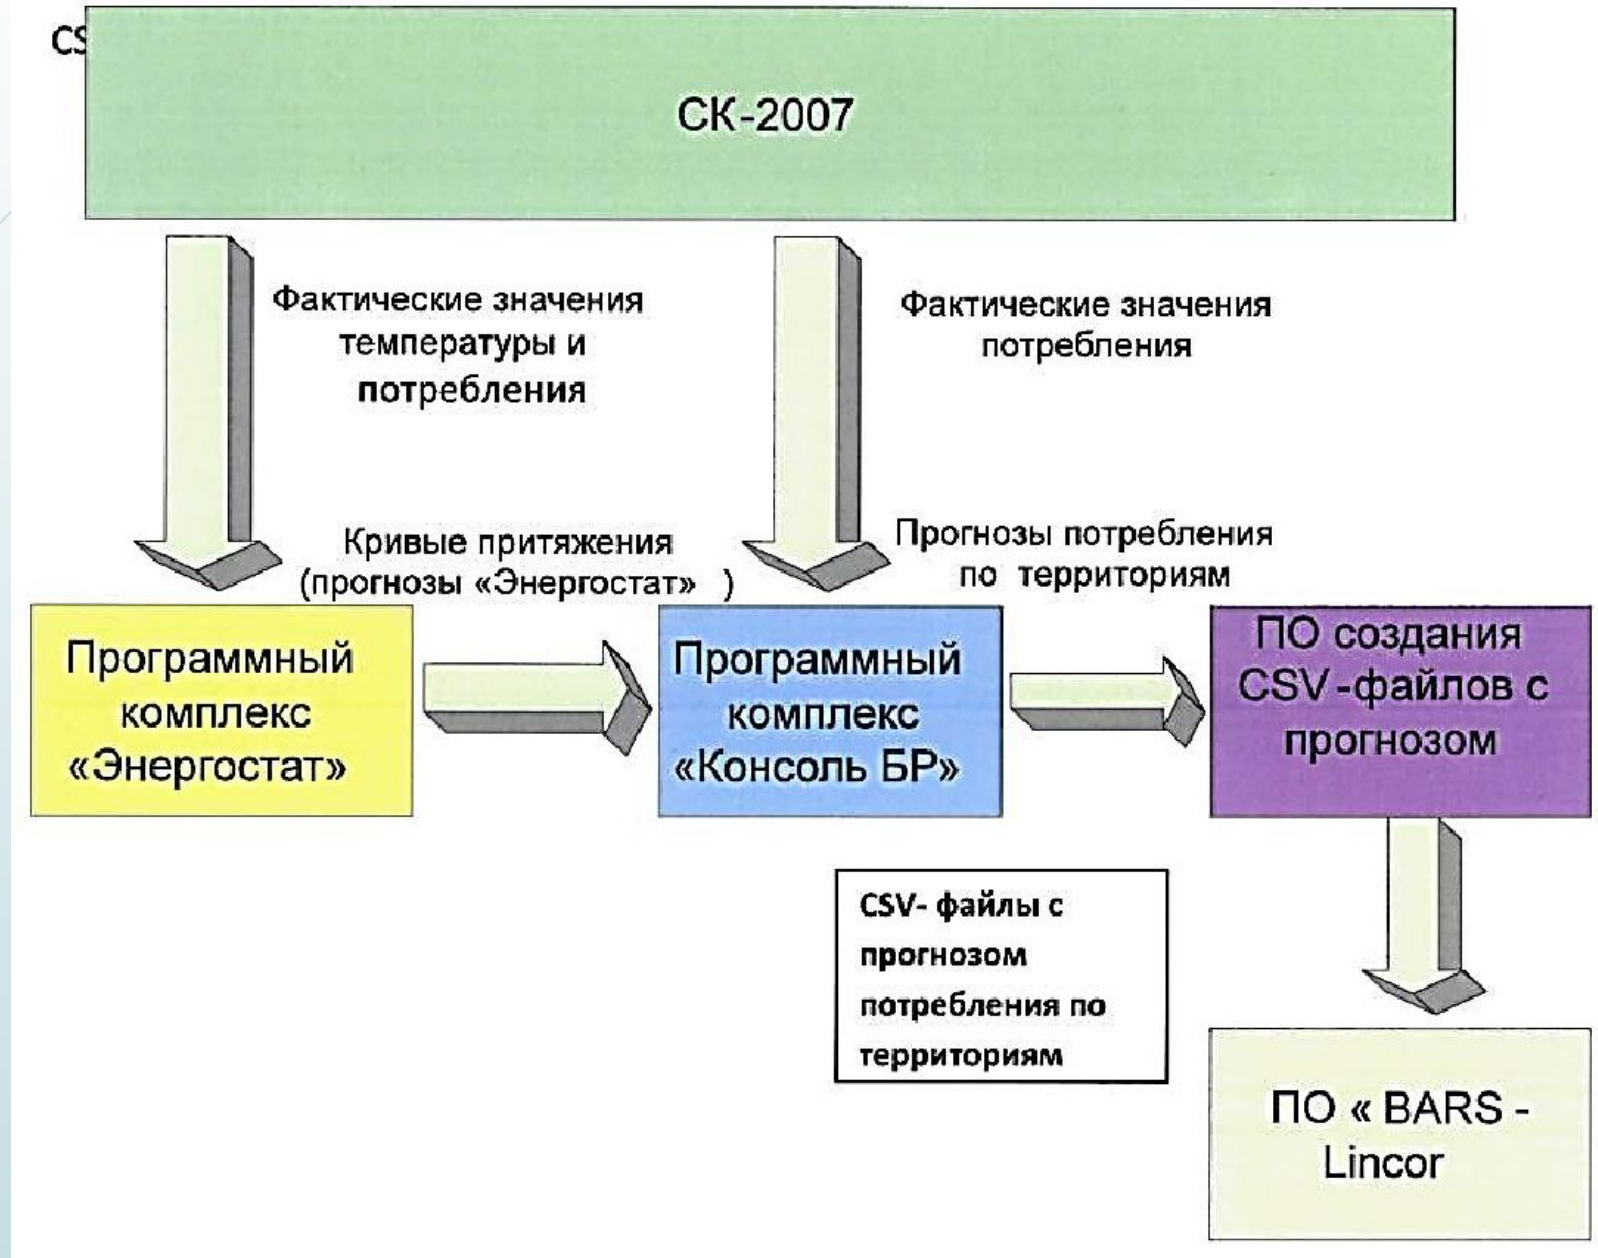 CS
СК-2007
Фактические значения
температуры и
потребления
Фактические значения
потребления
Кривые притяжения
(прогнозы «Энергостат» )
Прогнозы потребления
по территориям
Программный
комплекс
«Энергостат»
Программный
комплекс
«Консоль БР»
ПО создания
CSV-файлов с
прогнозом
CSV- файлы с
прогнозом
потребления по
территориям
ПО « BARS -
Lincor